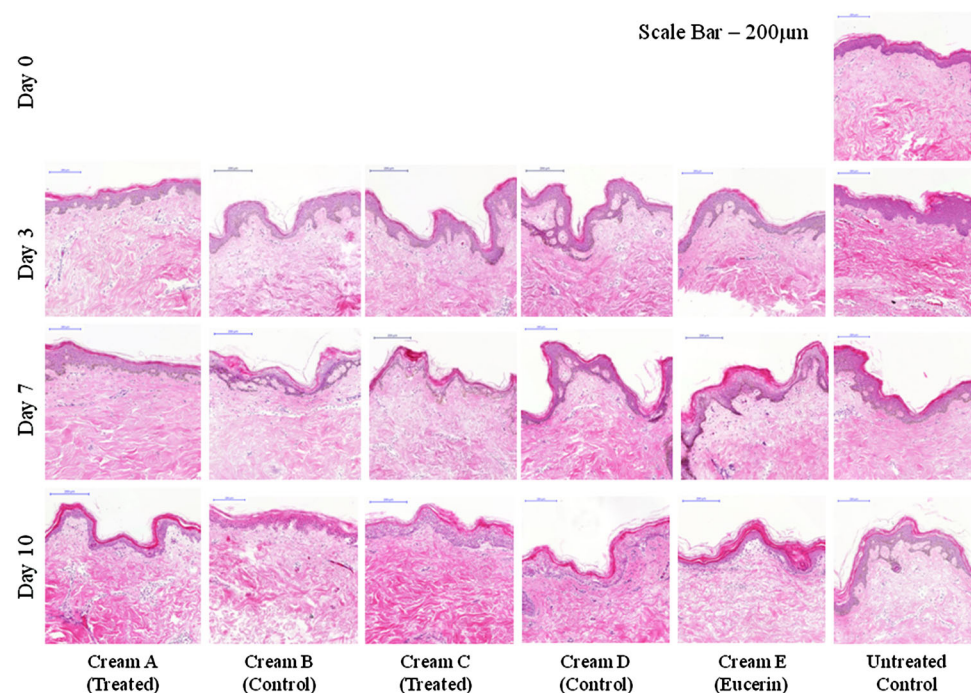 Scale Bar – 200μm
Day 0
Day 3
Day 7
Day 10
Cream A
(Treated)
Cream B
(Control)
Cream C
(Treated)
Cream D
(Control)
Cream E
(Eucerin)
Untreated
Control